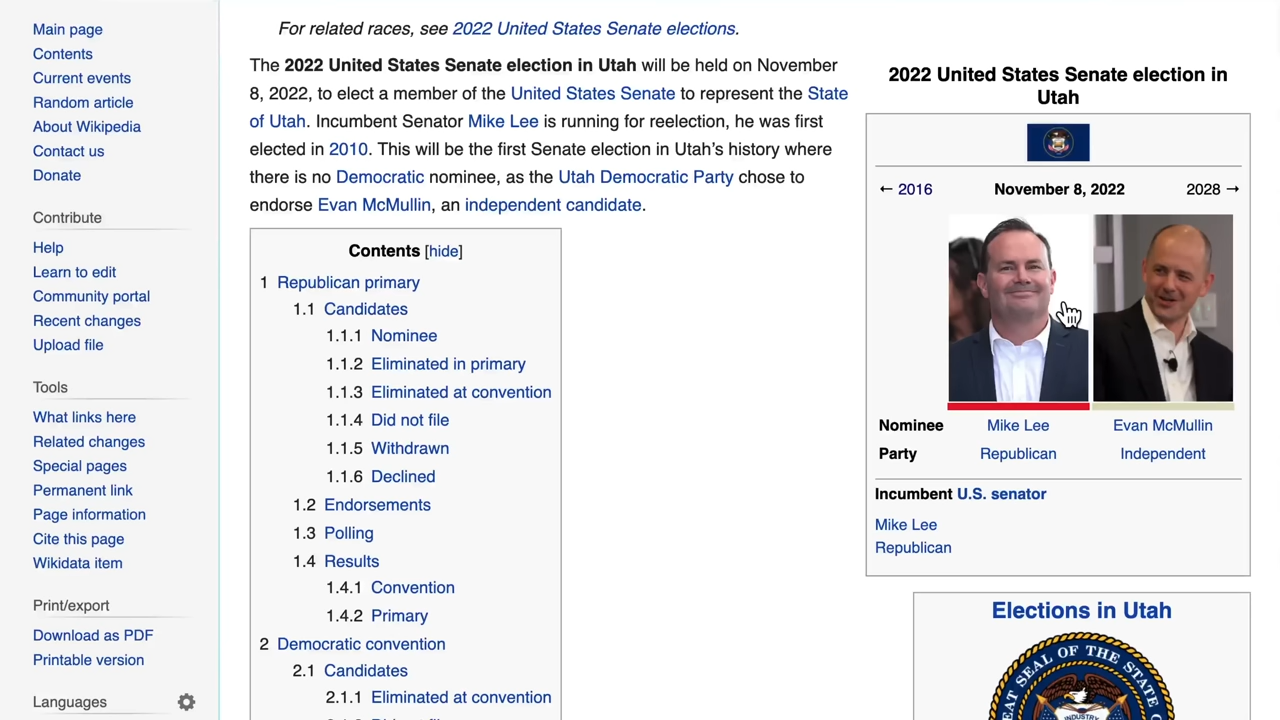 Main page
Contents
Current events
Random article
About Wikipedia
Contact us
Donate
Contribute
Help
Learn to edit
Community portal
Recent changes
Upload file
Tools
What links here
Related changes
Special pages
Permanent link
Page information
Cite this page
Wikidata item
Print/export
Download as PDF
Printable version
Languages
For related races, see 2022 United States Senate elections.
The 2022 United States Senate election in Utah will be held on November
8, 2022, to elect a member of the United States Senate to represent the State
of Utah. Incumbent Senator Mike Lee is running for reelection, he was first
elected in 2010. This will be the first Senate election in Utah's history where
there is no Democratic nominee, as the Utah Democratic Party chose to
endorse Evan McMullin, an independent candidate.
Contents [hide]
1 Republican primary
1.1 Candidates
1.1.1 Nominee
1.1.2 Eliminated in primary
1.1.3 Eliminated at convention
1.1.4 Did not file
1.1.5 Withdrawn
1.1.6 Declined
1.2 Endorsements
1.3 Polling
1.4 Results
1.4.1 Convention
1.4.2 Primary
2 Democratic convention
2.1 Candidates
2.1.1 Eliminated at convention
2022 United States Senate election in
Utah
← 2016 November 8, 2022 2028 →
Nominee Mike Lee Evan McMullin
Party Republican Independent
Incumbent U.S. senator
Mike Lee
Republican
Elections in Utah
SEAL OF THE STATE
INDUSTRY